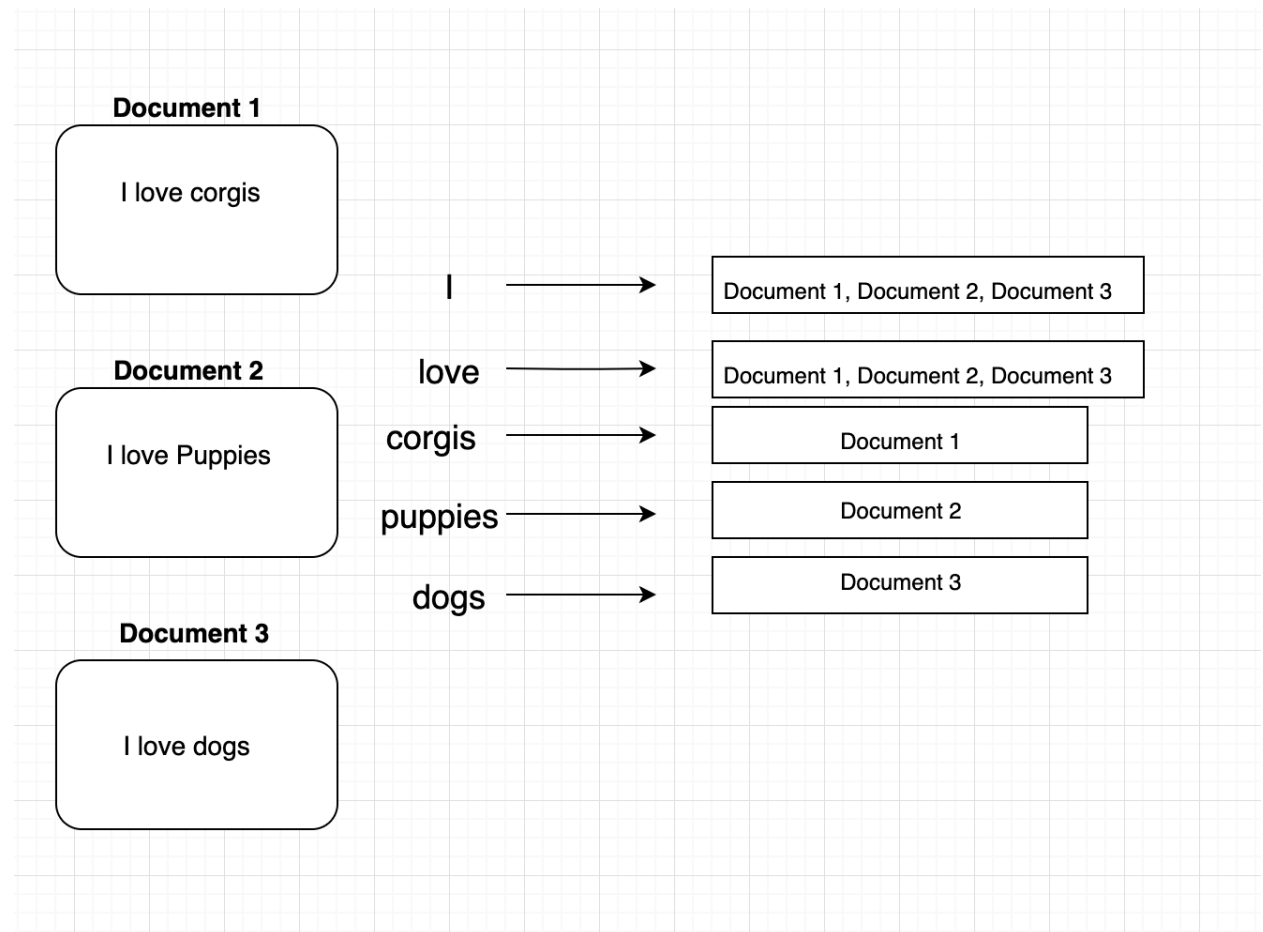 Document 1
I love corgis
Document 2
I love Puppies
Document 3
I love dogs
I
Document 1, Document 2, Document 3
love
Document 1, Document 2, Document 3
corgis
Document 1
puppies
Document 2
dogs
Document 3